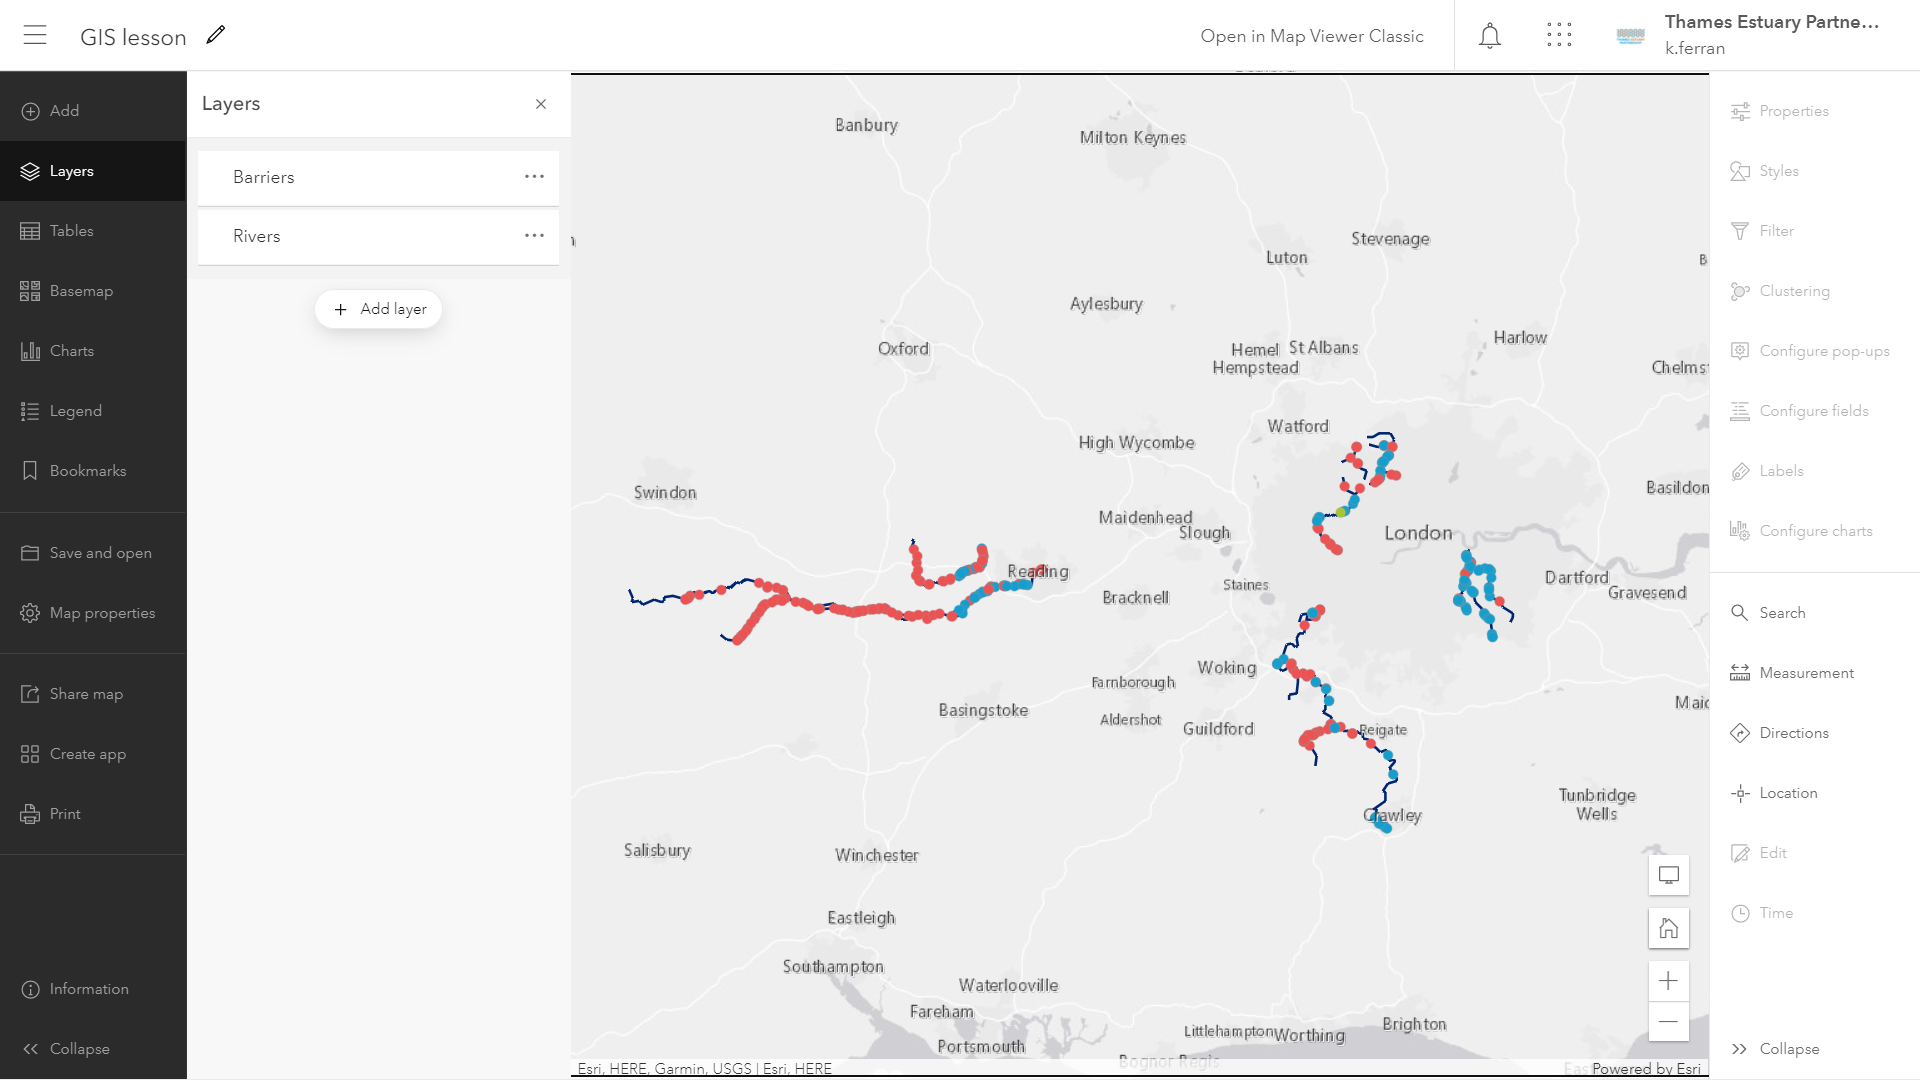 GIS lesson
Open in Map Viewer Classic
Thames Estuary Partne...
k.ferran
Add
Layers
Tables
Basemap
Charts
Legend
Bookmarks
Save and open
Map properties
Share map
Create app
Print
Information
Collapse
Layers
Barriers
Rivers
Add layer
Banbury
Milton Keynes
Stevenage
Luton
Aylesbury
Oxford
Hemel
Hempstead
St Albans
Harlow
Chelmsf
Watford
High Wycombe
Swindon
Basildon
Maidenhead
Slough
London
Reading
Staines
Dartford
Gravesend
Bracknell
Woking
Farnborough
Basingstoke
Aldershot
Guildford
Reigate
Maid
Tunbridge
Wells
Crawley
Salisbury
Winchester
Eastleigh
Southampton
Waterlooville
Fareham
Portsmouth
Littlehampton
Worthing
Brighton
Bognor Regis
Esri, HERE, Garmin, USGS | Esri, HERE
Powered by Esri
Properties
Styles
Filter
Clustering
Configure pop-ups
Configure fields
Labels
Configure charts
Search
Measurement
Directions
Location
Edit
Time
Collapse